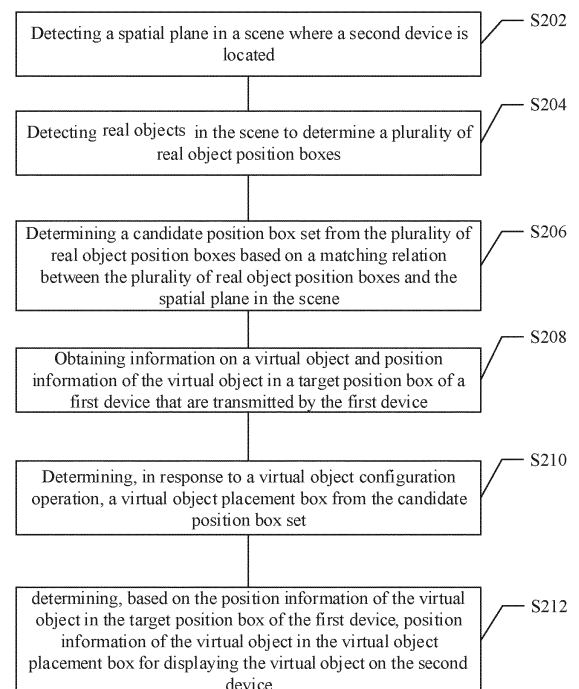 Detecting a spatial plane in a scene where a second device is
located
S202
Detecting real objects in the scene to determine a plurality of
real object position boxes
S204
Determining a candidate position box set from the plurality of
real object position boxes based on a matching relation
between the plurality of real object position boxes and the
spatial plane in the scene
S206
Obtaining information on a virtual object and position
information of the virtual object in a target position box of a
first device that are transmitted by the first device
S208
Determining, in response to a virtual object configuration
operation, a virtual object placement box from the candidate
position box set
S210
determining, based on the position information of the virtual
object in the target position box of the first device, position
information of the virtual object in the virtual object
placement box for displaying the virtual object on the second
device
S212